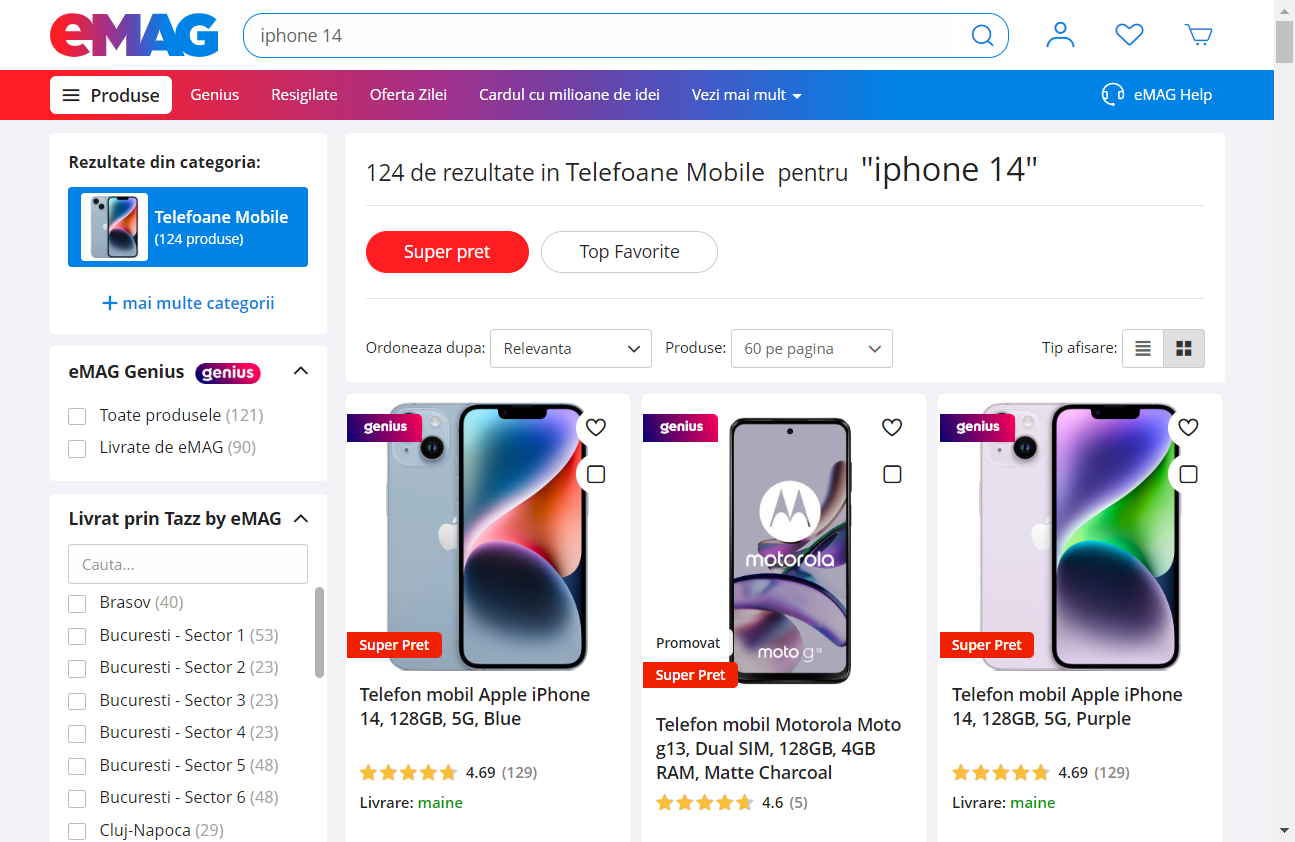 eMAG
iphone 14
Produse
Genius
Resigilate
Oferta Zilei
Cardul cu milioane de idei
Vezi mai mult
eMAG Help
Rezultate din categoria:
Telefoane Mobile
(124 produse)
+ mai multe categorii
eMAG Genius genius
Toate produsele (121)
Livrate de eMAG (90)
Livrat prin Tazz by eMAG
Cauta...
Brasov (40)
Bucuresti - Sector 1 (53)
Bucuresti - Sector 2 (23)
Bucuresti - Sector 3 (23)
Bucuresti - Sector 4 (23)
Bucuresti - Sector 5 (48)
Bucuresti - Sector 6 (48)
Cluj-Napoca (29)
124 de rezultate in Telefoane Mobile pentru "iphone 14"
Super pret
Top Favorite
Ordoneaza dupa: Relevanta
Produse: 60 pe pagina
Tip afisare:
genius
Super Pret
Telefon mobil Apple iPhone
14, 128GB, 5G, Blue
4.69 (129)
Livrare: maine
genius
motorola
moto g13
Promovat
Super Pret
Telefon mobil Motorola Moto
g13, Dual SIM, 128GB, 4GB
RAM, Matte Charcoal
4.6 (5)
genius
Super Pret
Telefon mobil Apple iPhone
14, 128GB, 5G, Purple
4.69 (129)
Livrare: maine